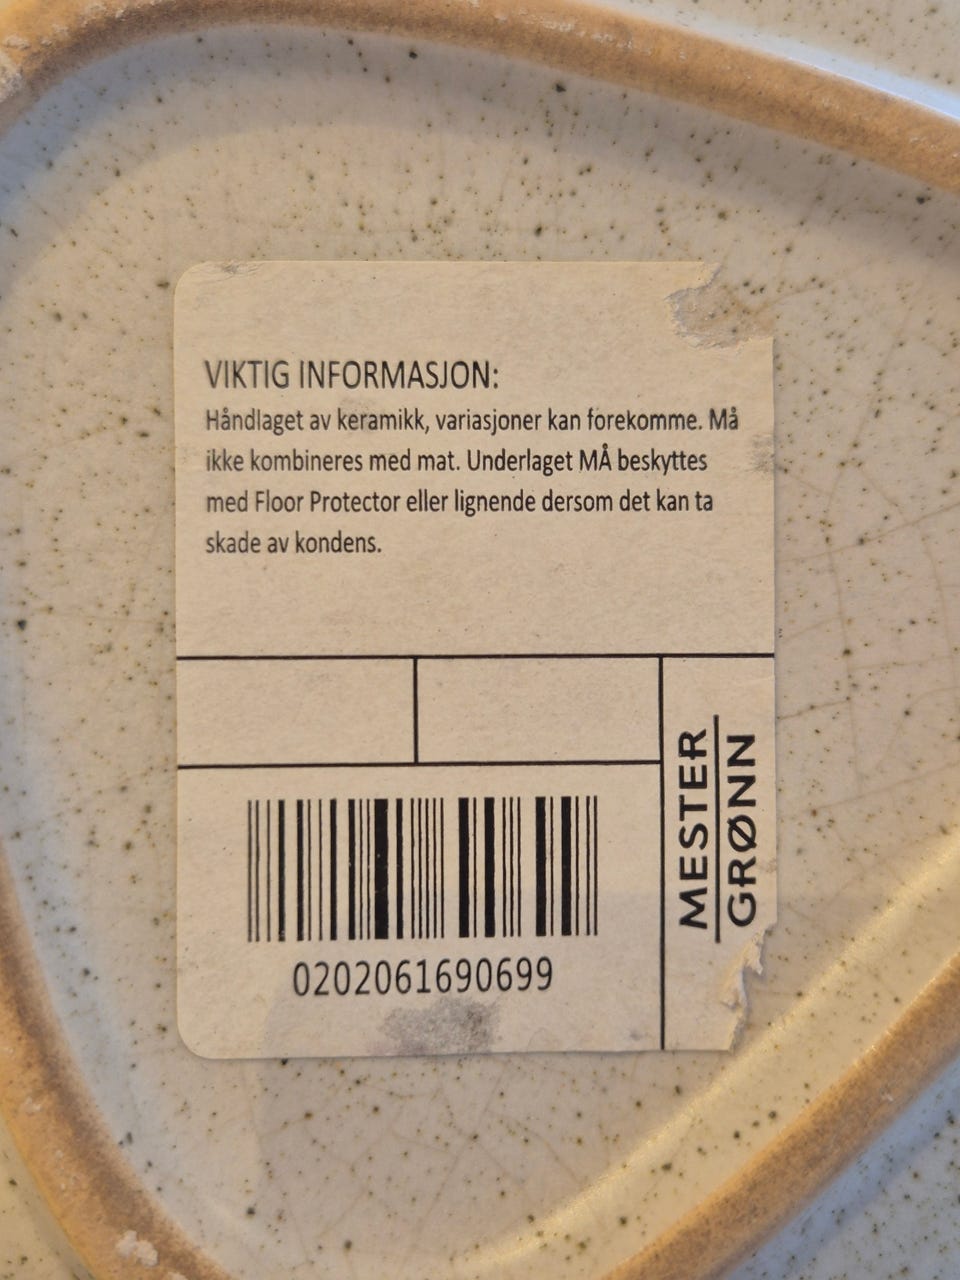 VIKTIG INFORMASJON:
Håndlaget av keramikk, variasjoner kan forekomme. Må
ikke kombineres med mat. Underlaget MÅ beskyttes
med Floor Protector eller lignende dersom det kan ta
skade av kondens.
0202061690699
MESTER
GRØNN